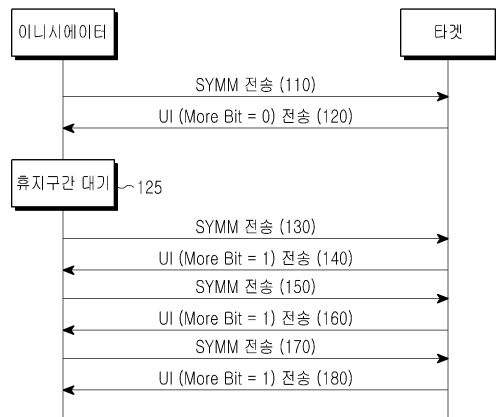 이니시에이터
타겟
SYMM 전송 (110)
UI (More Bit = 0) 전송 (120)
휴지구간 대기
125
SYMM 전송 (130)
UI (More Bit = 1) 전송 (140)
SYMM 전송 (150)
UI (More Bit = 1) 전송 (160)
SYMM 전송 (170)
UI (More Bit = 1) 전송 (180)